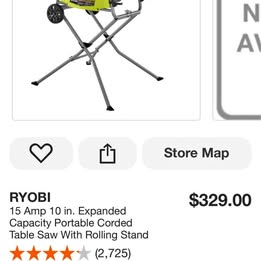 N
AV
Store Map
RYOBI
$329.00
15 Amp 10 in. Expanded
Capacity Portable Corded
Table Saw With Rolling Stand
(2,725)